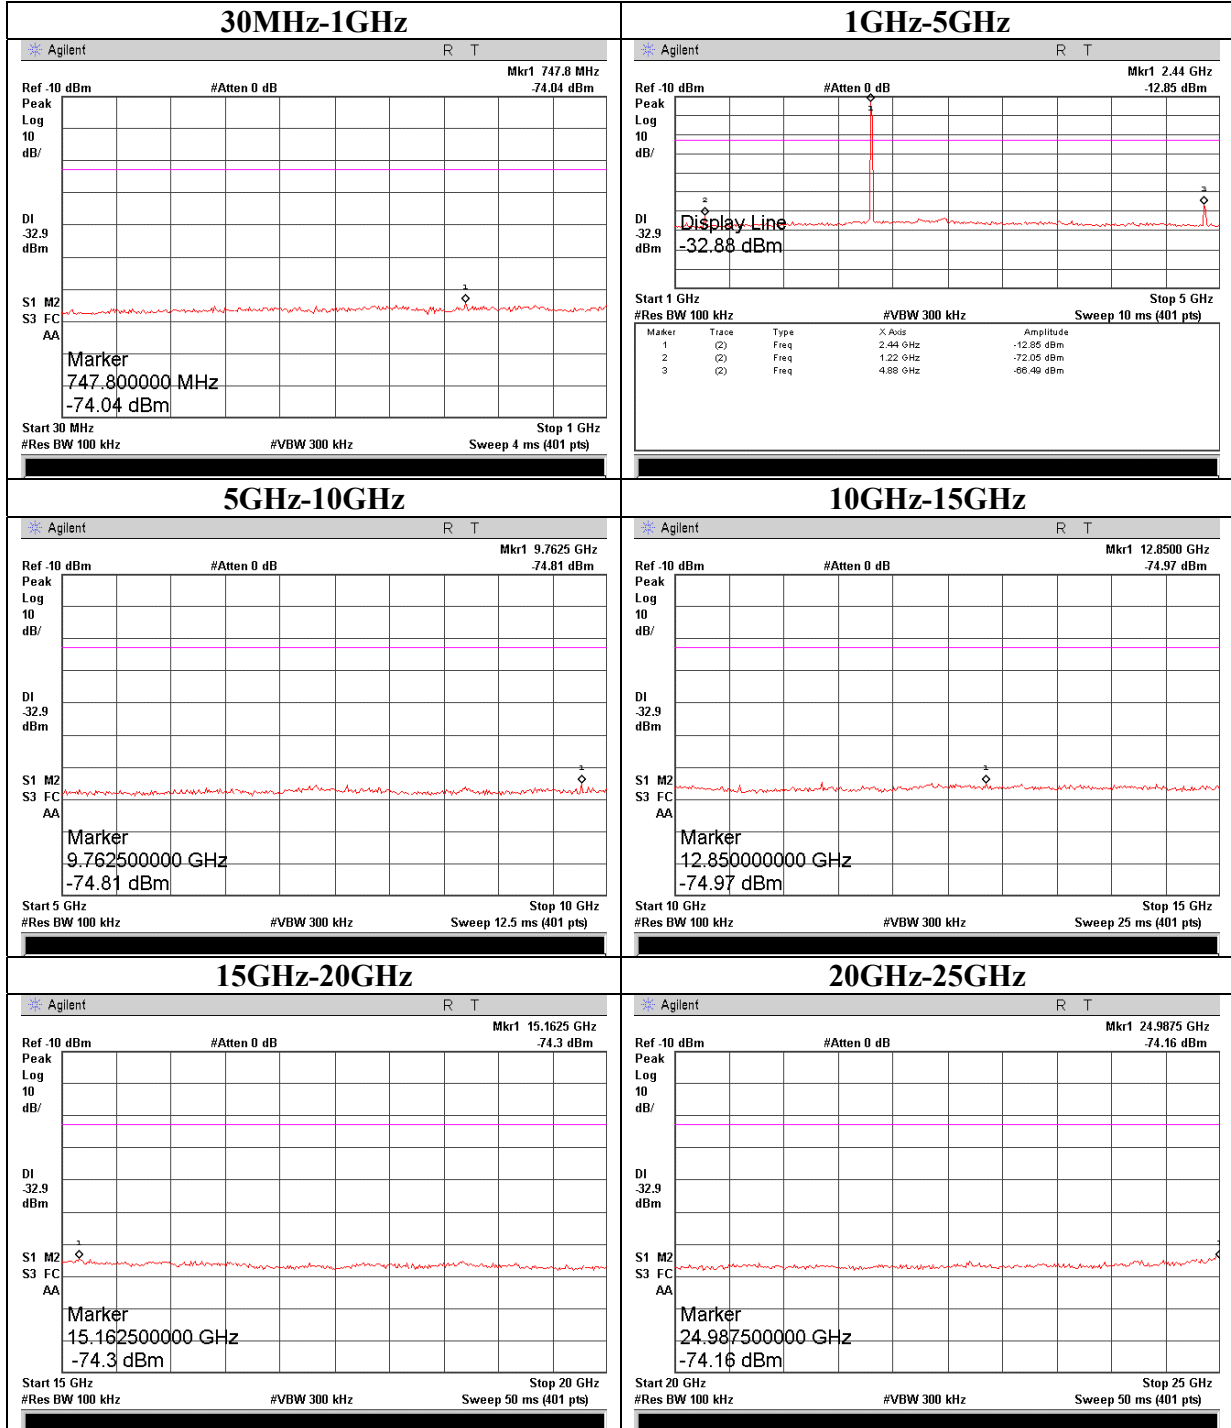 30MHz-1GHz
Agilent R T
Mkr1 747.8 MHz
Ref -10 dBm #Atten 0 dB -74.04 dBm
Peak
Log
10
dB/
DI
-32.9
dBm
1
S1 M2
S3 FC
AA
Marker
747.800000 MHz
-74.04 dBm
Start 30 MHz Stop 1 GHz
#Res BW 100 kHz #VBW 300 kHz Sweep 4 ms (401 pts)
1GHz-5GHz
Agilent R T
Mkr1 2.44 GHz
Ref -10 dBm #Atten 0 dB -12.85 dBm
Peak
Log
10
dB/
1
2
3
DI
-32.9
dBm
Display Line
-32.88 dBm
Start 1 GHz Stop 5 GHz
#Res BW 100 kHz #VBW 300 kHz Sweep 10 ms (401 pts)
Marker Trace Type X Axis Amplitude
1 (2) Freq 2.44 GHz -12.85 dBm
2 (2) Freq 1.22 GHz -72.05 dBm
3 (2) Freq 4.88 GHz -66.49 dBm
5GHz-10GHz
Agilent R T
Mkr1 9.7625 GHz
Ref -10 dBm #Atten 0 dB -74.81 dBm
Peak
Log
10
dB/
DI
-32.9
dBm
1
S1 M2
S3 FC
AA
Marker
9.762500000 GHz
-74.81 dBm
Start 5 GHz Stop 10 GHz
#Res BW 100 kHz #VBW 300 kHz Sweep 12.5 ms (401 pts)
10GHz-15GHz
Agilent R T
Mkr1 12.8500 GHz
Ref -10 dBm #Atten 0 dB -74.97 dBm
Peak
Log
10
dB/
DI
-32.9
dBm
1
S1 M2
S3 FC
AA
Marker
12.850000000 GHz
-74.97 dBm
Start 10 GHz Stop 15 GHz
#Res BW 100 kHz #VBW 300 kHz Sweep 25 ms (401 pts)
15GHz-20GHz
Agilent R T
Mkr1 15.1625 GHz
Ref -10 dBm #Atten 0 dB -74.3 dBm
Peak
Log
10
dB/
DI
-32.9
dBm
1
S1 M2
S3 FC
AA
Marker
15.162500000 GHz
-74.3 dBm
Start 15 GHz Stop 20 GHz
#Res BW 100 kHz #VBW 300 kHz Sweep 50 ms (401 pts)
20GHz-25GHz
Agilent R T
Mkr1 24.9875 GHz
Ref -10 dBm #Atten 0 dB -74.16 dBm
Peak
Log
10
dB/
DI
-32.9
dBm
S1 M2
S3 FC
AA
Marker
24.987500000 GHz
-74.16 dBm
Start 20 GHz Stop 25 GHz
#Res BW 100 kHz #VBW 300 kHz Sweep 50 ms (401 pts)